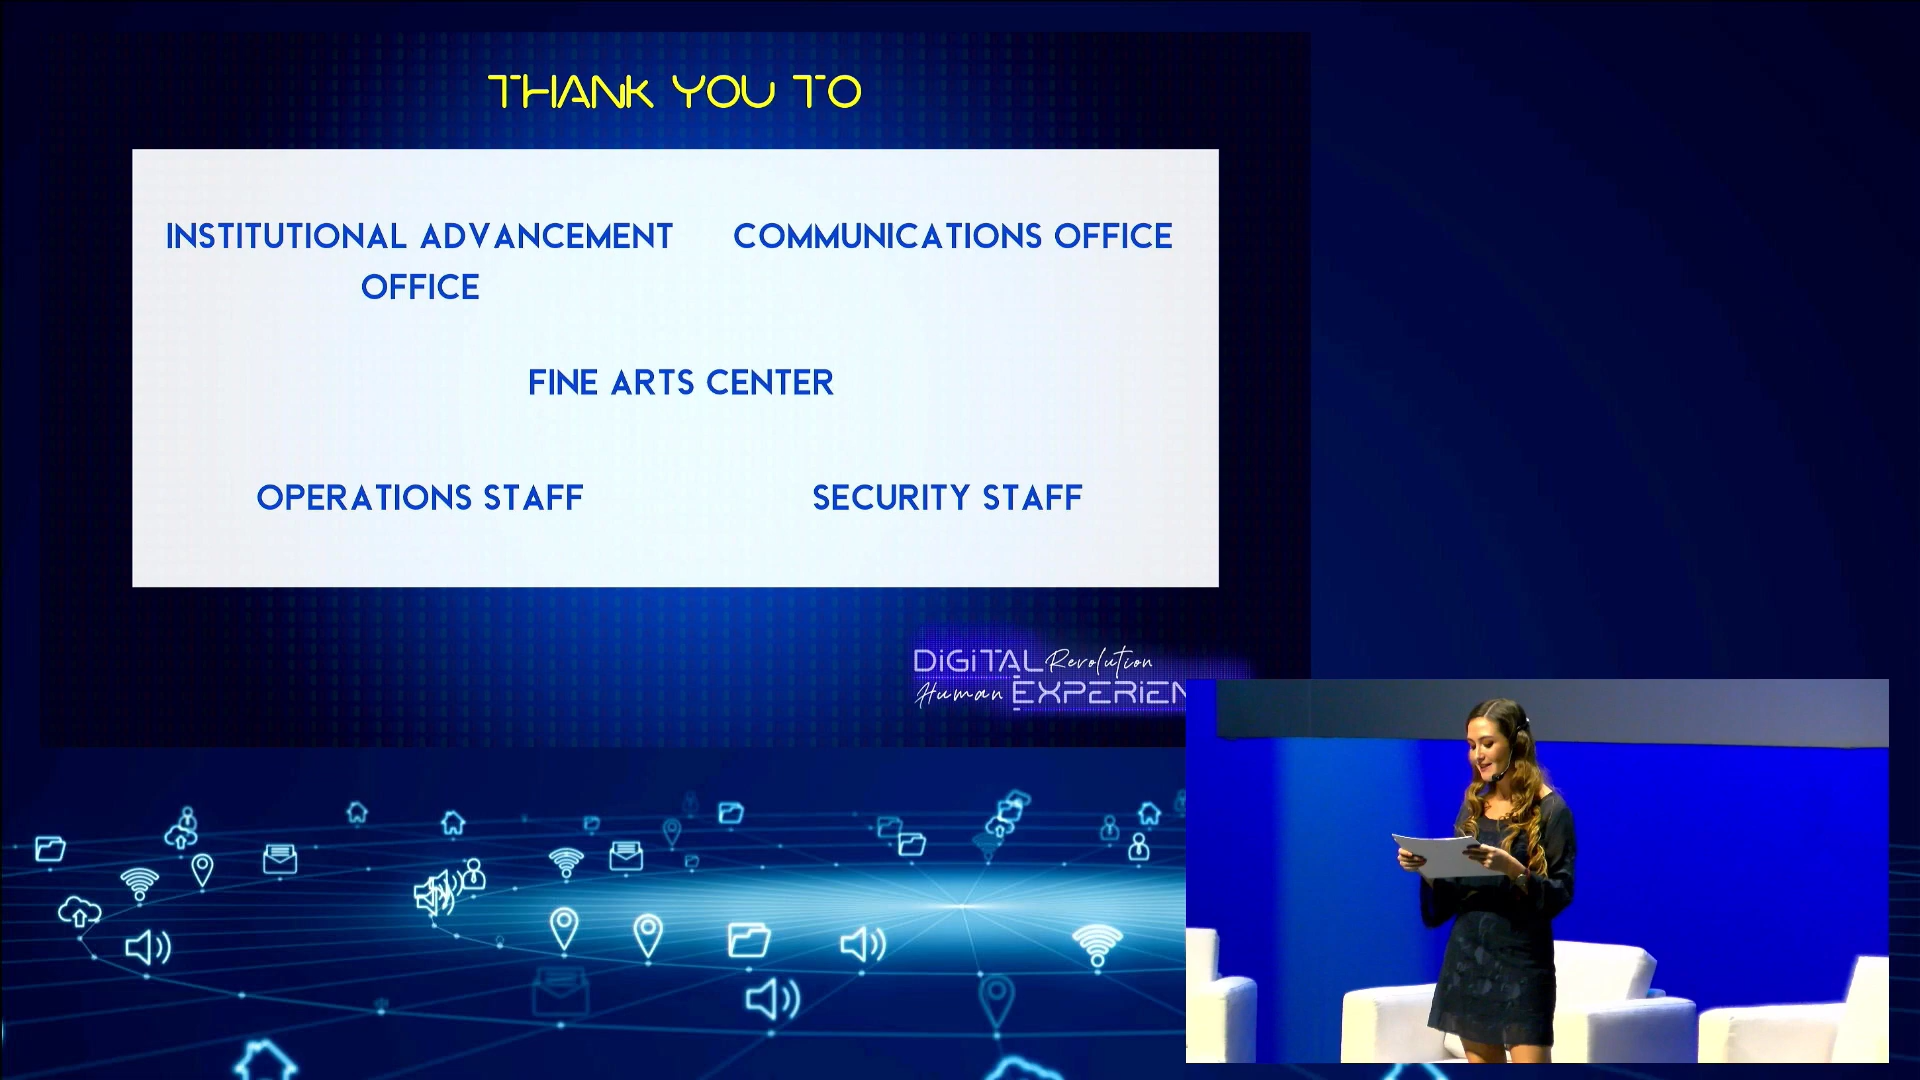 THANK YOU TO
INSTITUTIONAL ADVANCEMENT
OFFICE
COMMUNICATIONS OFFICE
FINE ARTS CENTER
OPERATIONS STAFF
SECURITY STAFF
DiGiTAL Revolution
Human